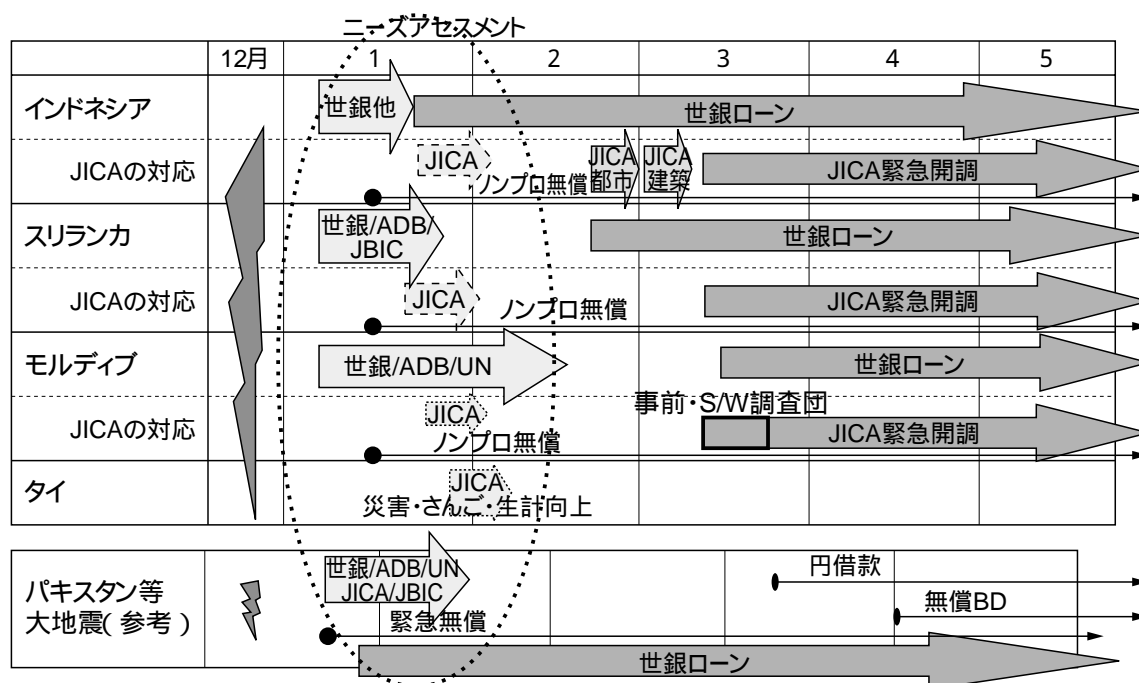 ニーズアセスメント
12月 1 2 3 4 5
インドネシア 世銀他 世銀ローン
JICAの対応 JICA ノンプロ無償 JICA
都市 JICA
建築 JICA緊急開調
スリランカ 世銀/ADB/
JBIC 世銀ローン
JICAの対応 JICA ノンプロ無償 JICA緊急開調
モルディブ 世銀/ADB/UN 世銀ローン
事前・S/W調査団
JICAの対応 JICA ノンプロ無償 JICA緊急開調
タイ JICA
災害・さんご・生計向上
パキスタン等
大地震(参考) 世銀/ADB/UN
JICA/JBIC 円借款
無償BD
緊急無償
世銀ローン